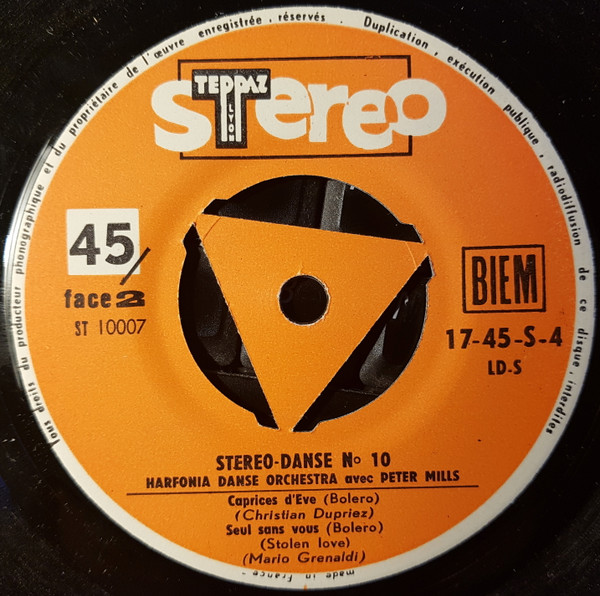 Tous droits du producteur phonographique et du propriétaire de l'œuvre enregistrée, réservés. Duplication, exécution publique, radiodiffusion de ce disque, interdites
TEPPAZ
LYON
Stereo
45/
face 2
ST 10007
BIEM
17-45-S-4
LD-S
STEREO-DANSE No 10
HARFONIA DANSE ORCHESTRA avec PETER MILLS
Caprices d'Eve (Bolero)
(Christian Dupriez)
Seul sans vous (Bolero)
(Stolen love)
(Mario Grenaldi)
- made in France -